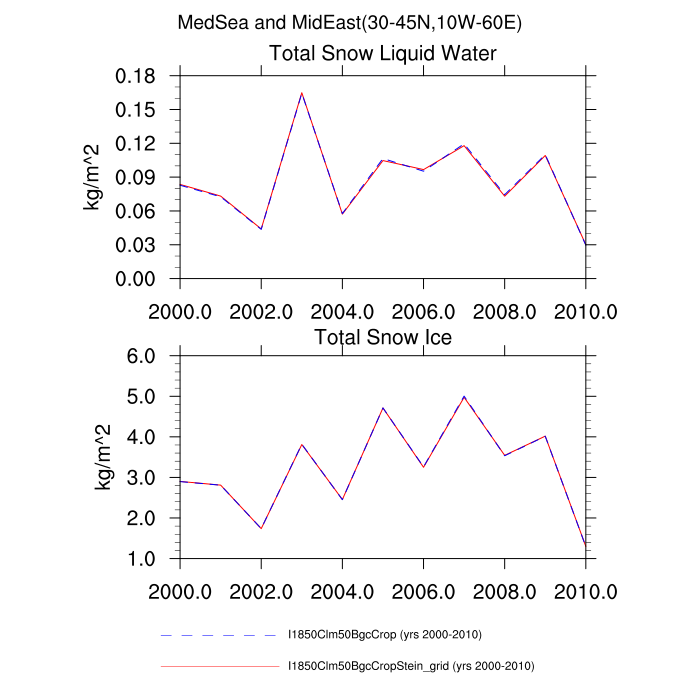 MedSea and MidEast(30-45N,10W-60E)
Total Snow Liquid Water
0.18
0.15
0.12
0.09
0.06
0.03
0.00
kg/m^2
2000.0 2002.0 2004.0 2006.0 2008.0 2010.0
Total Snow Ice
6.0
5.0
4.0
3.0
2.0
1.0
kg/m^2
2000.0 2002.0 2004.0 2006.0 2008.0 2010.0
I1850Clm50BgcCrop (yrs 2000-2010)
I1850Clm50BgcCropStein_grid (yrs 2000-2010)